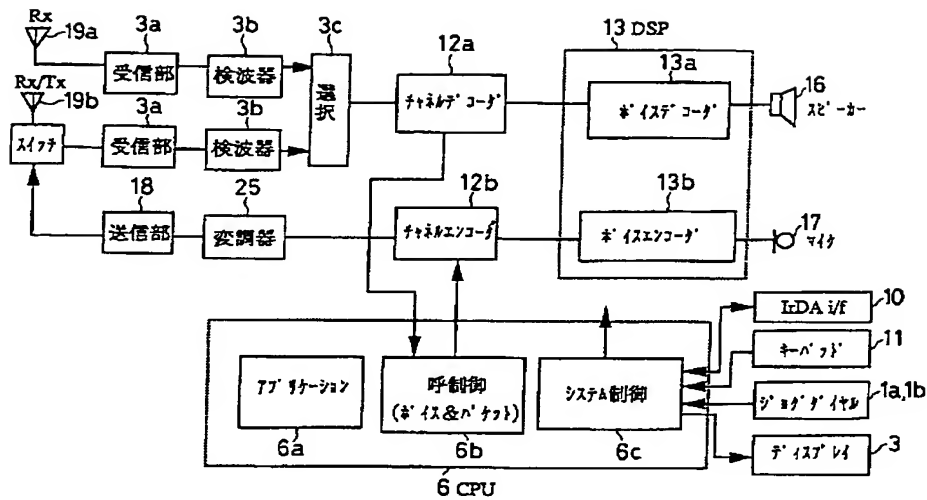 Rx
19a
3a
3b
3c
受信部
検波器
選択
Rx/Tx
19b
スイッチ
3a
3b
受信部
検波器
18
25
送信部
変調器
12a
チャネルデコーダ
12b
チャネルエンコーダ
13 DSP
13a
ボイスデコーダ
13b
ボイスエンコーダ
16
スピーカー
17
マイク
アプリケーション
6a
呼制御
(ボイス&パケット)
6b
システム制御
6c
6 CPU
IrDA i/f
10
キーパッド
11
ジョグダイヤル
1a,1b
ディスプレイ
3